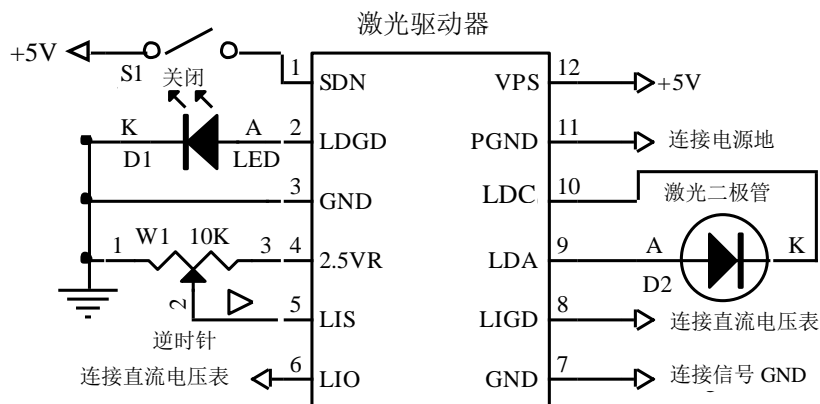 激光驱动器
+5V
S1
关闭
1
SDN
VPS
12
+5V
K
A
D1
LED
2
LDGD
PGND
11
连接电源地
3
GND
LDC
10
激光二极管
1
W1
10K
3
4
2.5VR
LDA
9
A
K
D2
2
逆时针
5
LIS
LIGD
8
连接直流电压表
连接直流电压表
6
LIO
GND
7
连接信号 GND